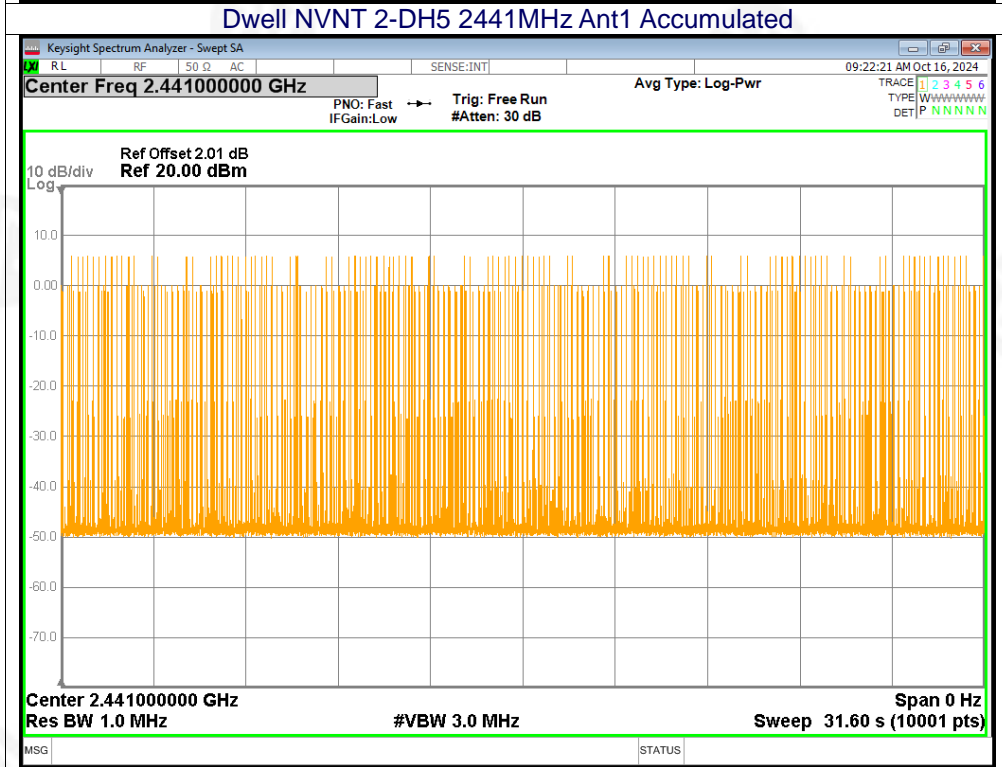 Dwell NVNT 2-DH5 2441MHz Ant1 Accumulated
Keysight Spectrum Analyzer - Swept SA
LXI RL RF 50 Ω AC SENSE:INT 09:22:21 AM Oct 16, 2024
Center Freq 2.441000000 GHz
PNO: Fast Trig: Free Run Avg Type: Log-Pwr TRACE 1 2 3 4 5 6
IFGain:Low #Atten: 30 dB TYPE WWWWWW
DET P N N N N N
Ref Offset 2.01 dB
10 dB/div Ref 20.00 dBm
Log
10.0
0.00
-10.0
-20.0
-30.0
-40.0
-50.0
-60.0
-70.0
Center 2.441000000 GHz Span 0 Hz
Res BW 1.0 MHz #VBW 3.0 MHz Sweep 31.60 s (10001 pts)
MSG STATUS